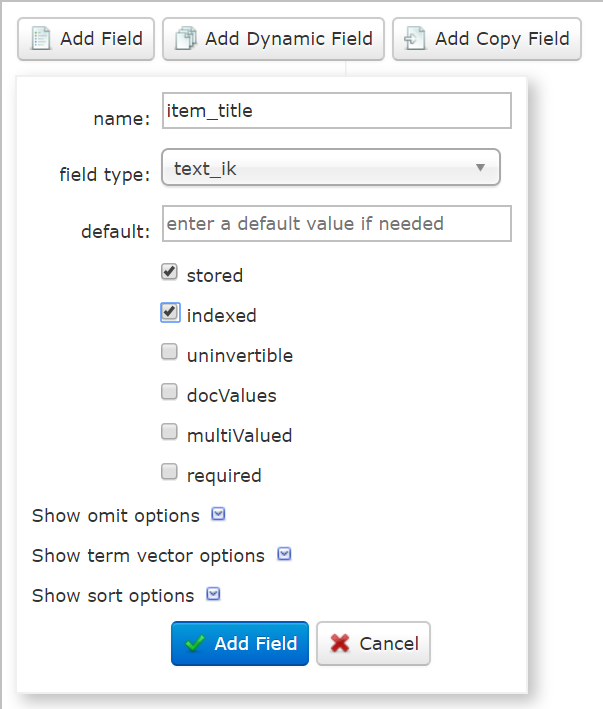 Add Field Add Dynamic Field Add Copy Field
name: item_title
field type: text_ik
default: enter a default value if needed
stored
indexed
uninvertible
docValues
multiValued
required
Show omit options
Show term vector options
Show sort options
Add Field Cancel